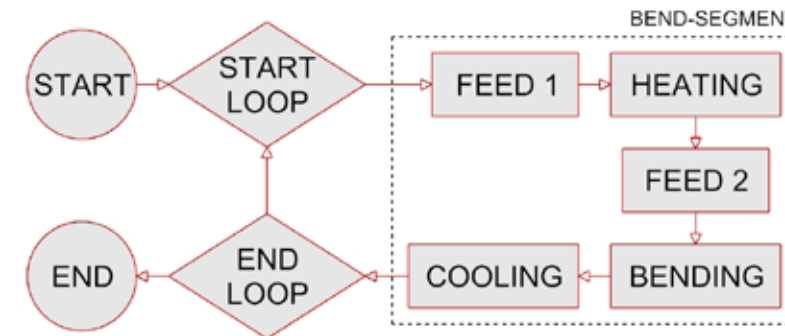 BEND-SEGMEN
START
START
LOOP
FEED 1
HEATING
FEED 2
END
END
LOOP
COOLING
BENDING